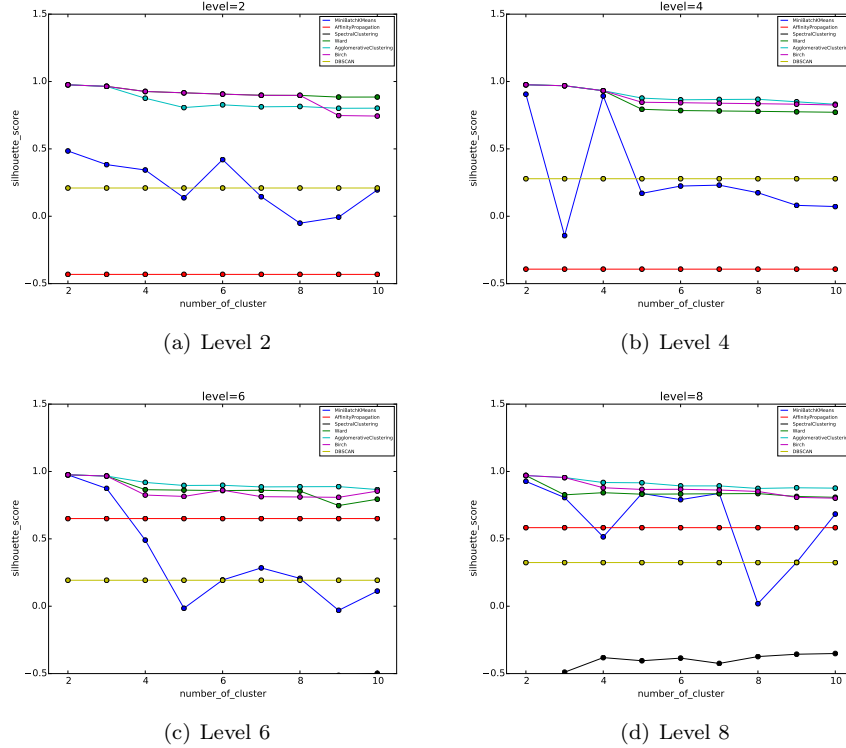 level=2
1.5
1.0
0.5
0.0
−0.5
silhouette_score
MiniBatchKMeans
AffinityPropagation
SpectralClustering
Ward
AgglomerativeClustering
Birch
DBSCAN
2 4 6 8 10
number_of_cluster
(a) Level 2
level=4
1.5
1.0
0.5
0.0
−0.5
silhouette_score
MiniBatchKMeans
AffinityPropagation
SpectralClustering
Ward
AgglomerativeClustering
Birch
DBSCAN
2 4 6 8 10
number_of_cluster
(b) Level 4
level=6
1.5
1.0
0.5
0.0
−0.5
silhouette_score
MiniBatchKMeans
AffinityPropagation
SpectralClustering
Ward
AgglomerativeClustering
Birch
DBSCAN
2 4 6 8 10
number_of_cluster
(c) Level 6
level=8
1.5
1.0
0.5
0.0
−0.5
silhouette_score
MiniBatchKMeans
AffinityPropagation
SpectralClustering
Ward
AgglomerativeClustering
Birch
DBSCAN
2 4 6 8 10
number_of_cluster
(d) Level 8